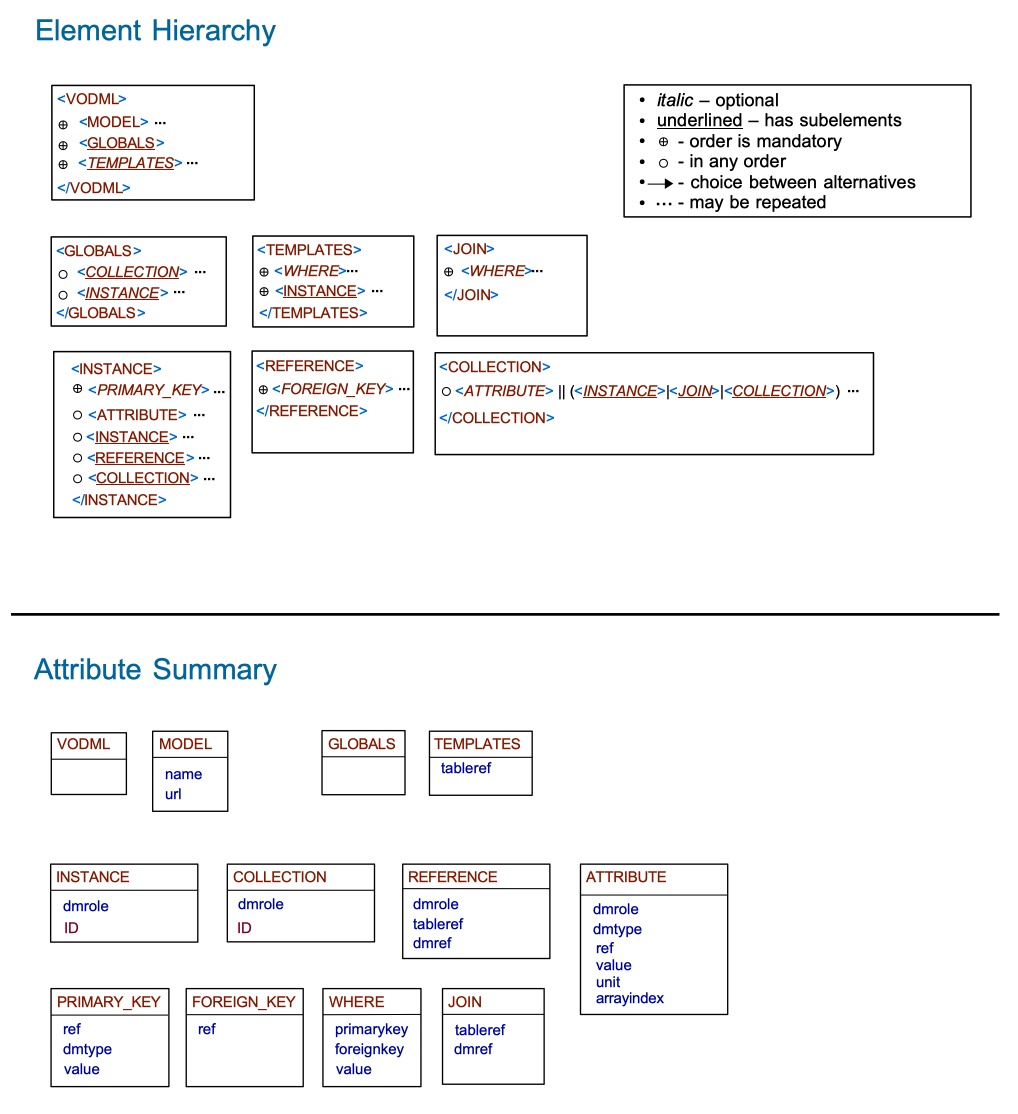 Element Hierarchy
<VODML>
⊕ <MODEL> ...
⊕ <GLOBALS>
⊕ <TEMPLATES> ...
</VODML>
• italic – optional
• underlined – has subelements
• ⊕ - order is mandatory
• ○ - in any order
•→ - choice between alternatives
• ... - may be repeated
<GLOBALS>
○ <COLLECTION> ...
○ <INSTANCE> ...
</GLOBALS>
<TEMPLATES>
⊕ <WHERE>...
⊕ <INSTANCE> ...
</TEMPLATES>
<JOIN>
⊕ <WHERE>...
</JOIN>
<INSTANCE>
⊕ <PRIMARY_KEY> ...
○ <ATTRIBUTE> ...
○ <INSTANCE> ...
○ <REFERENCE> ...
○ <COLLECTION> ...
</INSTANCE>
<REFERENCE>
⊕ <FOREIGN_KEY> ...
</REFERENCE>
<COLLECTION>
○ <ATTRIBUTE> || (<INSTANCE>|<JOIN>|<COLLECTION>) ...
</COLLECTION>
Attribute Summary
VODML
MODEL
name
url
GLOBALS
TEMPLATES
tableref
INSTANCE
dmrole
ID
COLLECTION
dmrole
ID
REFERENCE
dmrole
tableref
dmref
ATTRIBUTE
dmrole
dmtype
ref
value
unit
arrayindex
PRIMARY_KEY
ref
dmtype
value
FOREIGN_KEY
ref
WHERE
primarykey
foreignkey
value
JOIN
tableref
dmref